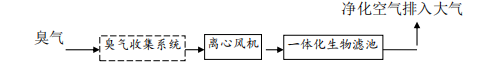 净化空气排入大气
臭气
臭气收集系统
离心风机
一体化生物滤池